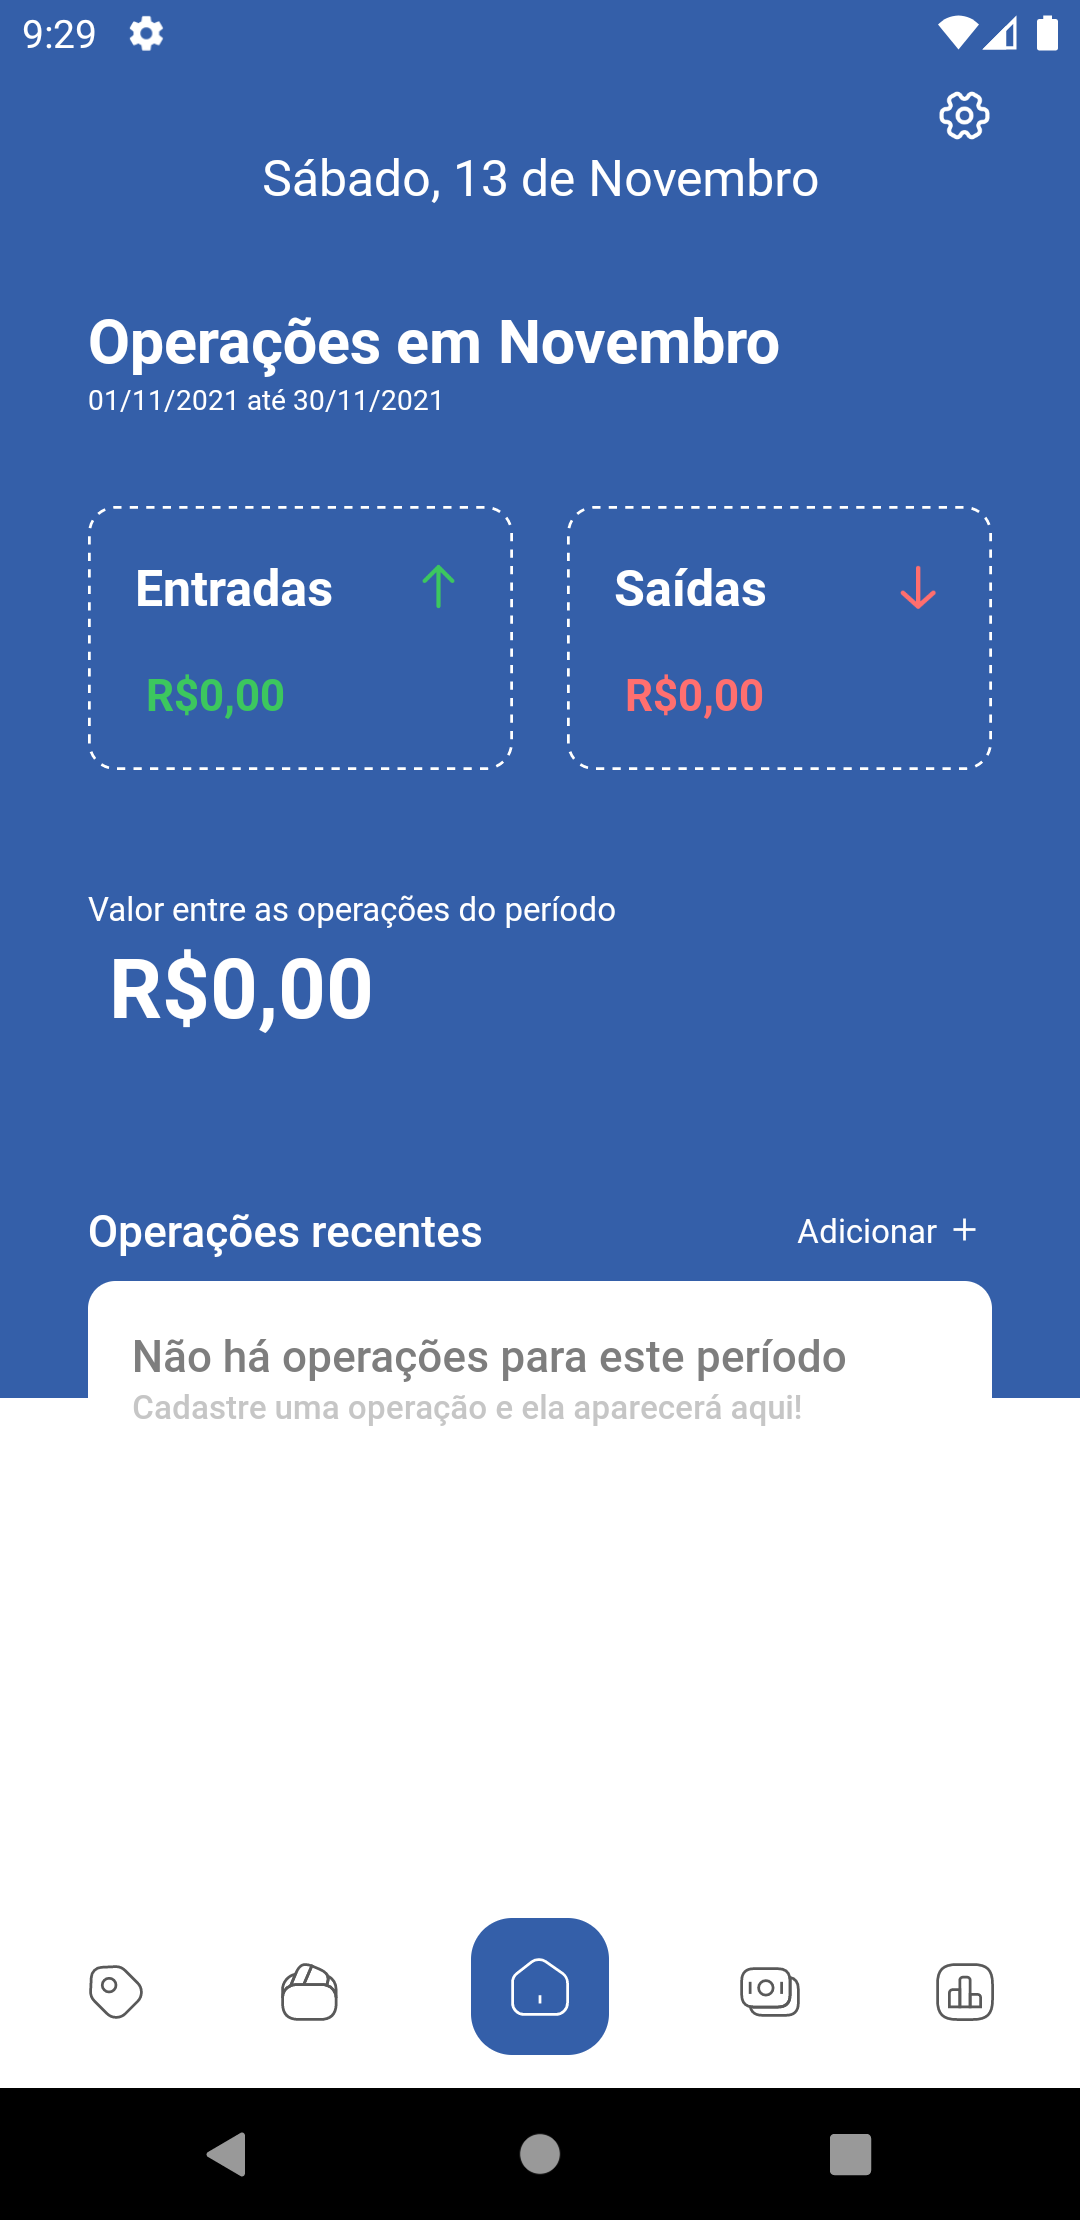 9:29
Sábado, 13 de Novembro
Operações em Novembro
01/11/2021 até 30/11/2021
Entradas
R$0,00
Saídas
R$0,00
Valor entre as operações do período
R$0,00
Operações recentes
Adicionar +
Não há operações para este período
Cadastre uma operação e ela aparecerá aqui!